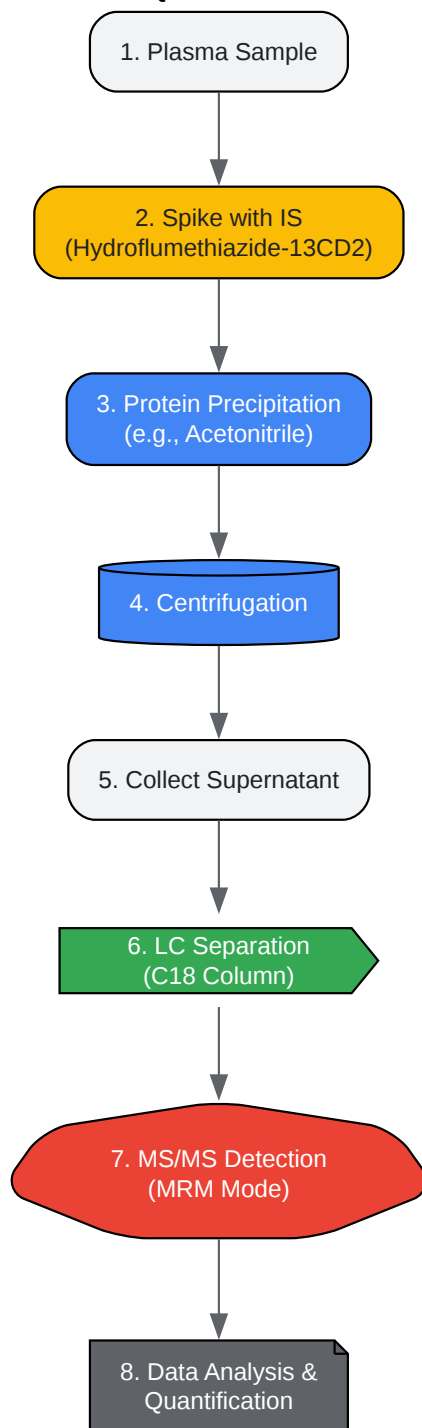 1. Plasma Sample
2. Spike with IS
(Hydroflumethiazide-13CD2)
3. Protein Precipitation
(e.g., Acetonitrile)
4. Centrifugation
5. Collect Supernatant
6. LC Separation
(C18 Column)
7. MS/MS Detection
(MRM Mode)
8. Data Analysis &
Quantification